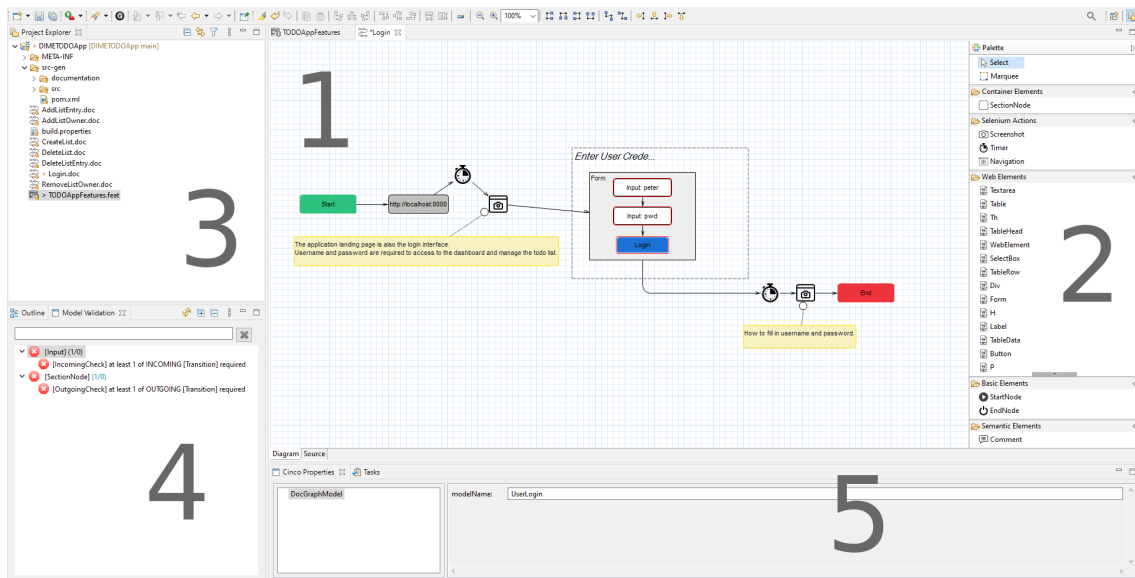 100%
Project Explorer
TODOAppFeatures
*Login
> DIMETODOApp [DIMETODOApp main]
META-INF
src-gen
documentation
src
pom.xml
AddListEntry.doc
AddListOwner.doc
build.properties
CreateList.doc
DeleteList.doc
DeleteListEntry.doc
> Login.doc
RemoveListOwner.doc
> TODOAppFeatures.feat
3
1
Enter User Crede...
Form
Input: peter
Input: pwd
Login
Start
http://localhost:8080
The application landing page is also the login interface.
Username and password are required to access to the dashboard and manage the todo list.
End
How to fill in username and password.
Diagram
Source
Palette
Select
Marquee
Container Elements
SectionNode
Selenium Actions
Screenshot
Timer
Navigation
Web Elements
Textarea
Table
Th
TableHead
WebElement
SelectBox
TableRow
Div
Form
H
Label
TableData
Button
P
Basic Elements
StartNode
EndNode
Semantic Elements
Comment
2
Outline
Model Validation
[Input] (1/0)
[IncomingCheck] at least 1 of INCOMING [Transition] required
[SectionNode] (1/0)
[OutgoingCheck] at least 1 of OUTGOING [Transition] required
4
Cinco Properties
Tasks
DocGraphModel
modelName:
UserLogin
5